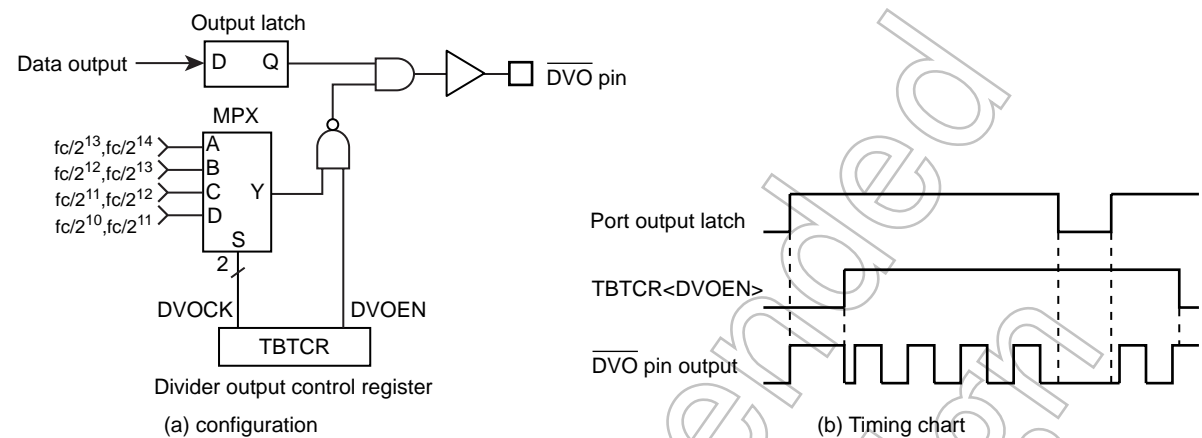 Output latch
Data output
D Q
DVO pin
MPX
fc/2^13,fc/2^14
A
fc/2^12,fc/2^13
B
fc/2^11,fc/2^12
C
Y
fc/2^10,fc/2^11
D
S
2
DVOCK
DVOEN
TBTCR
Divider output control register
(a) configuration
Port output latch
TBTCR<DVOEN>
DVO pin output
(b) Timing chart